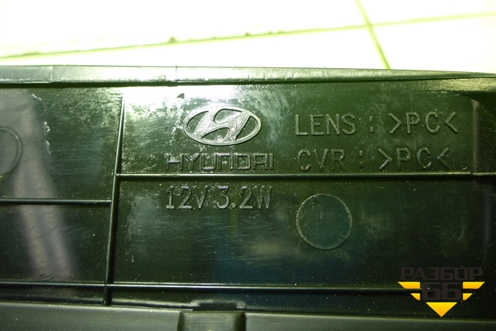 LENS : >PC<
HYUNDAI CVR : >PC<
12V 3.2W
РАЗБОР
66